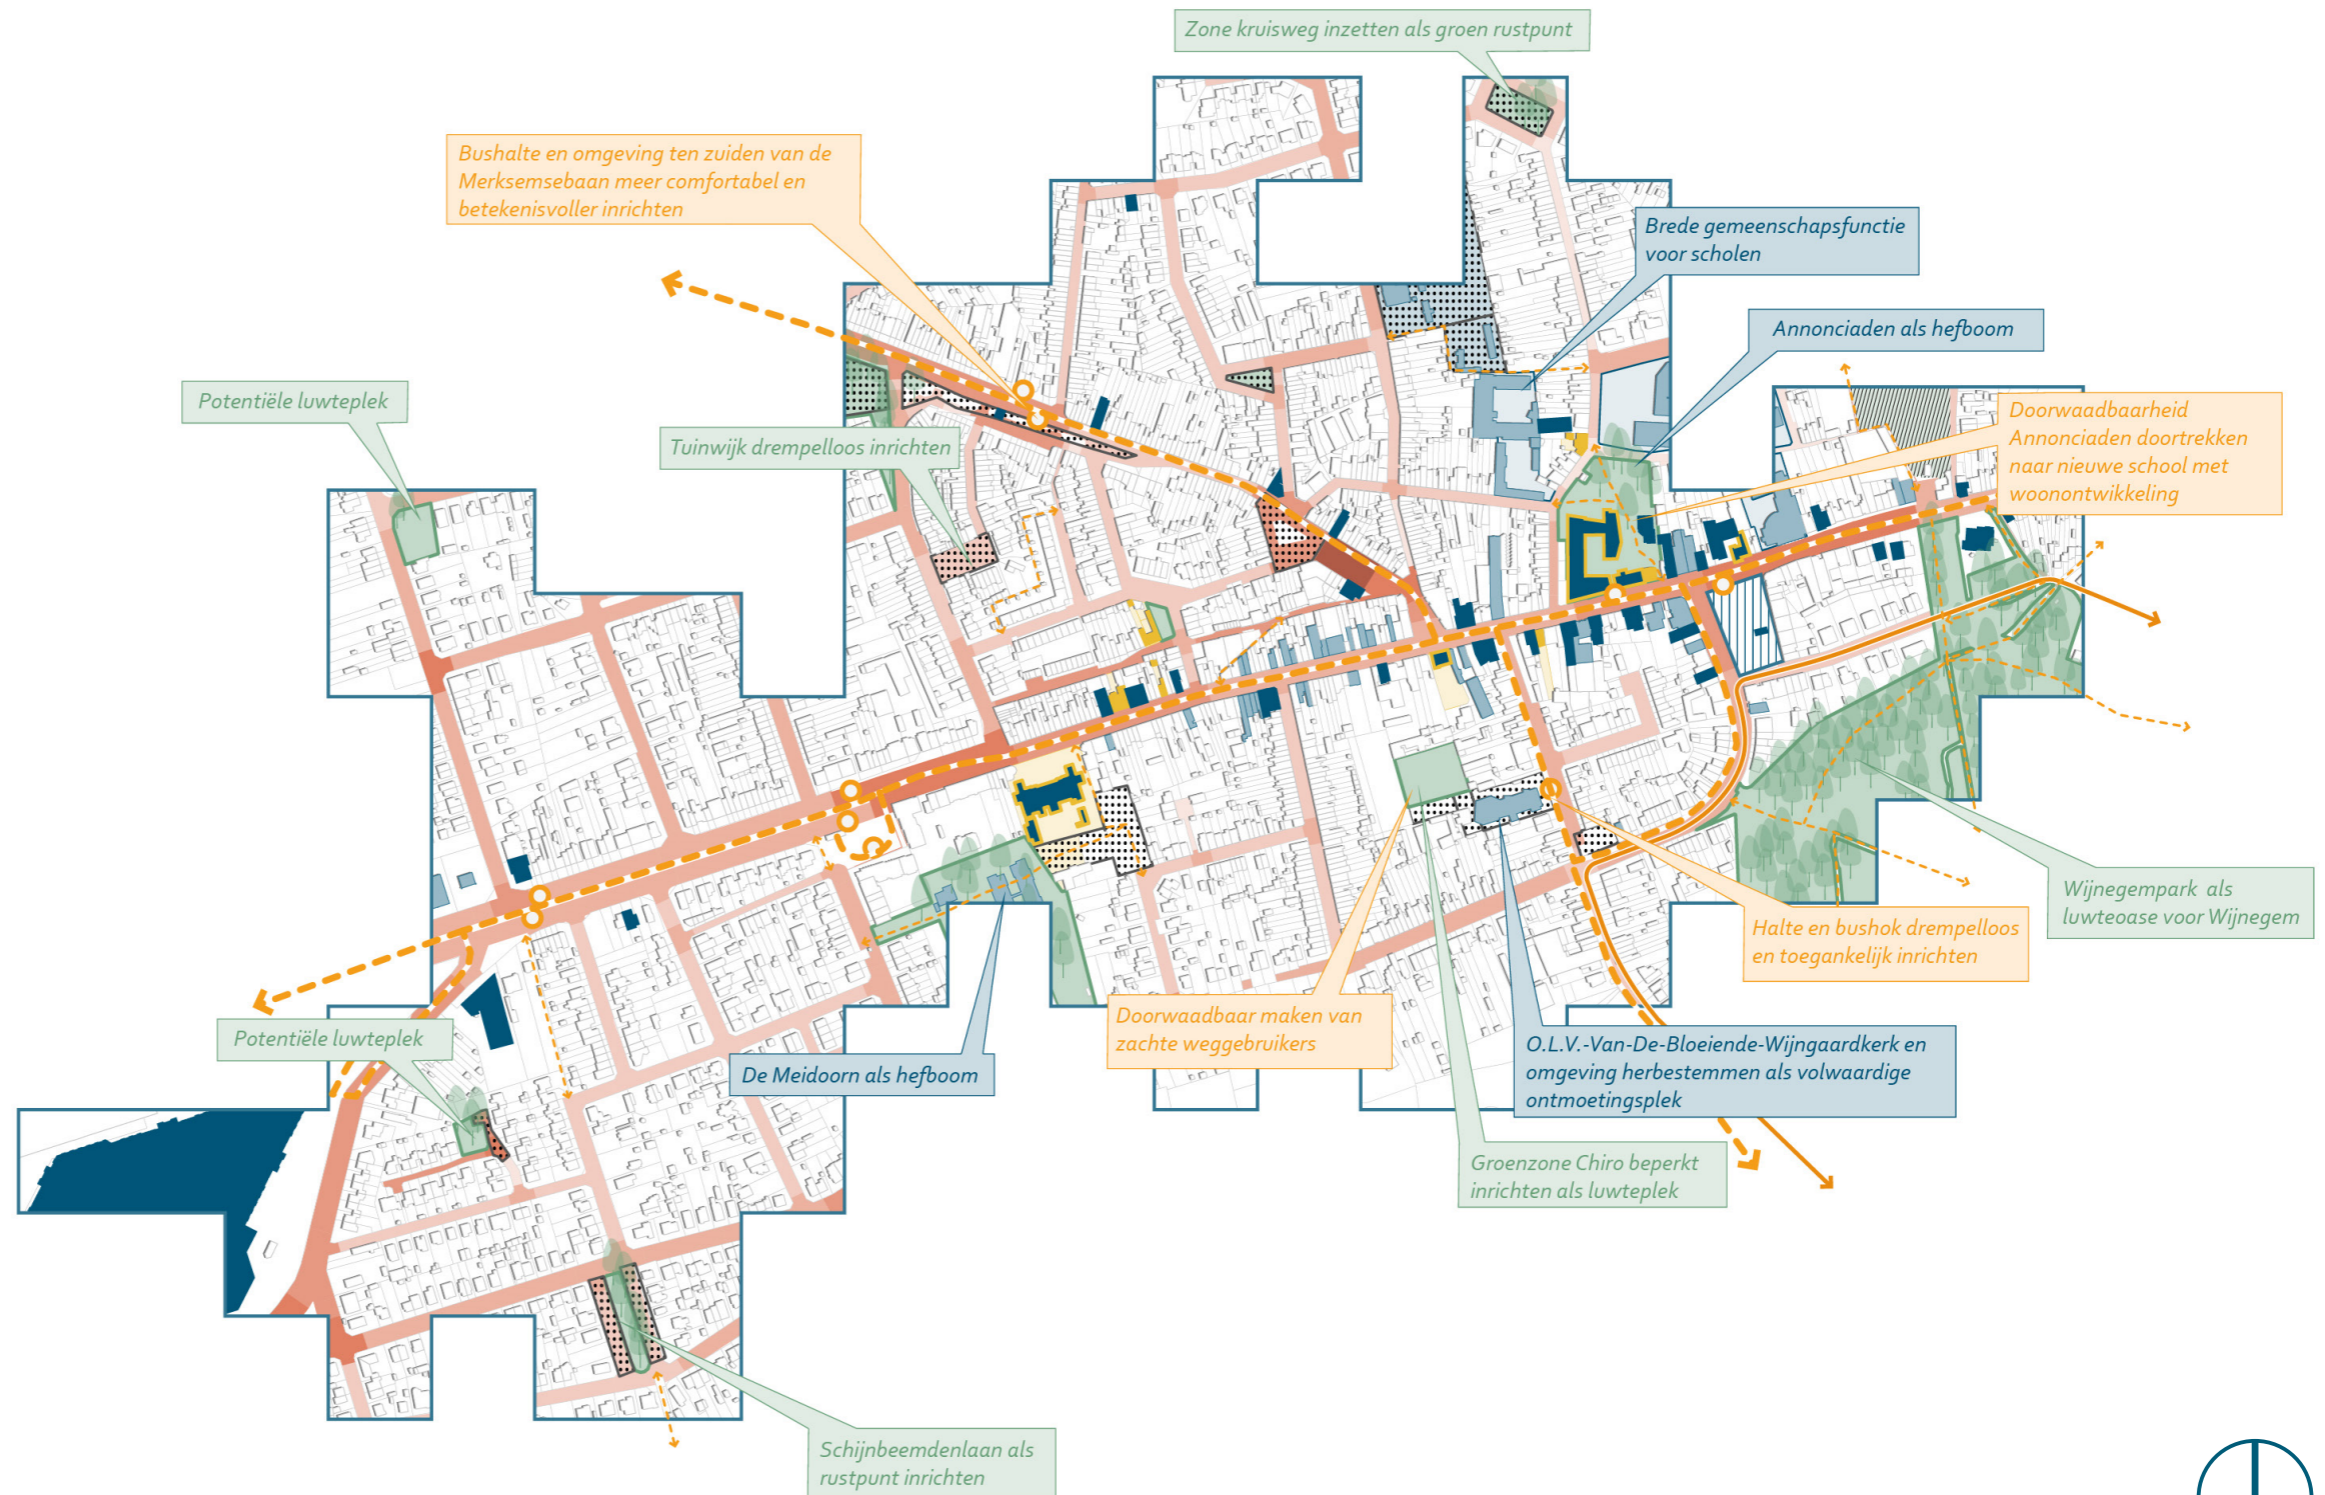 Zone kruisweg inzetten als groen rustpunt
Bushalte en omgeving ten zuiden van de
Merksemsebaan meer comfortabel en
betekenisvoller inrichten
Brede gemeenschapsfunctie
voor scholen
Annonciaden als hefboom
Potentiële luwteplek
Tuinwijk drempelloos inrichten
Doorwaadbaarheid
Annonciaden doortrekken
naar nieuwe school met
woonontwikkeling
Wijnegempark als
luwteoase voor Wijnegem
Halte en bushok drempelloos
en toegankelijk inrichten
Doorwaadbaar maken van
zachte weggebruikers
Potentiële luwteplek
De Meidoorn als hefboom
O.L.V.-Van-De-Bloeiende-Wijngaardkerk en
omgeving herbestemmen als volwaardige
ontmoetingsplek
Groenzone Chiro beperkt
inrichten als luwteplek
Schijnbeemdenlaan als
rustpunt inrichten